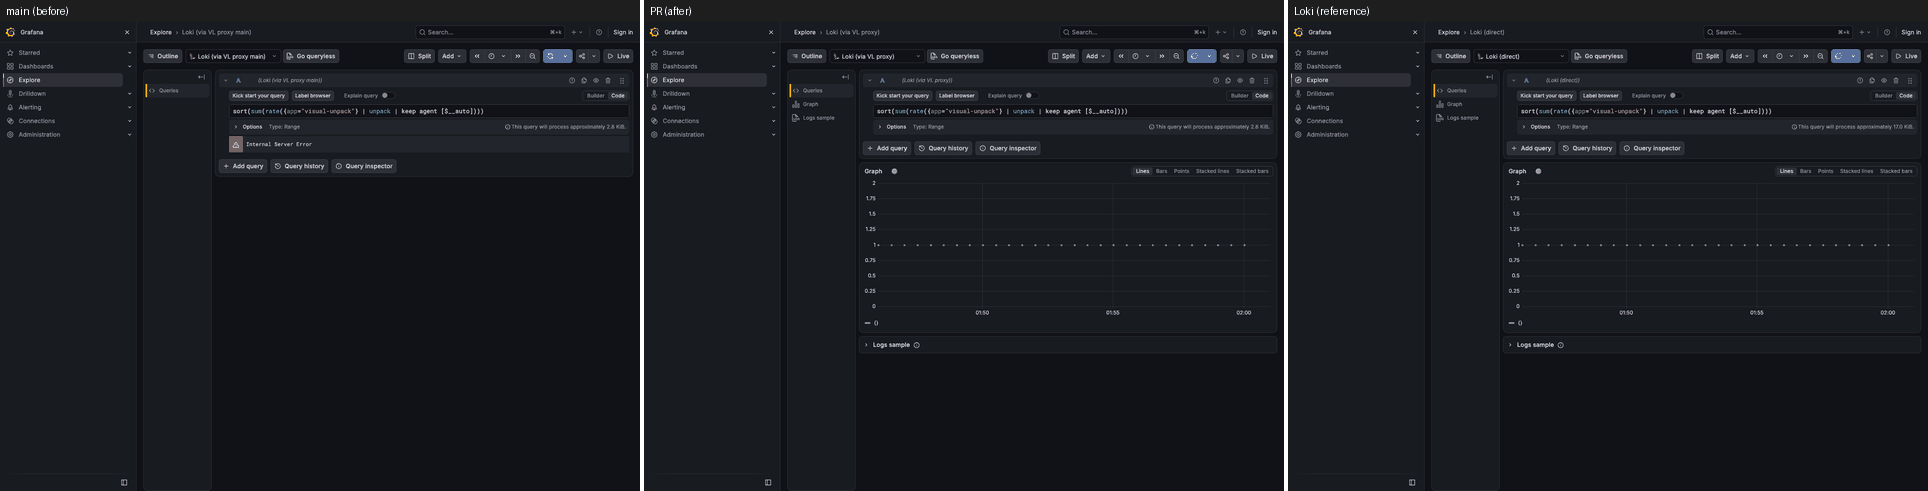 main (before)
Grafana
Starred
Dashboards
Explore
Drilldown
Alerting
Connections
Administration
Explore › Loki (via VL proxy main)
Search... ⌘+k
Sign in
Outline
Loki (via VL proxy main)
Go queryless
Split
Add
Live
Queries
A (Loki (via VL proxy main))
Kick start your query
Label browser
Explain query
Builder
Code
sort(sum(rate({app="visual-unpack"} | unpack | keep agent [$__auto])))
Options Type: Range
This query will process approximately 2.8 KiB.
Internal Server Error
+ Add query
Query history
Query inspector
PR (after)
Grafana
Starred
Dashboards
Explore
Drilldown
Alerting
Connections
Administration
Explore › Loki (via VL proxy)
Search... ⌘+k
Sign in
Outline
Loki (via VL proxy)
Go queryless
Split
Add
Live
Queries
Graph
Logs sample
A (Loki (via VL proxy))
Kick start your query
Label browser
Explain query
Builder
Code
sort(sum(rate({app="visual-unpack"} | unpack | keep agent [$__auto])))
Options Type: Range
This query will process approximately 2.8 KiB.
+ Add query
Query history
Query inspector
Graph
Lines
Bars
Points
Stacked lines
Stacked bars
2
1.75
1.5
1.25
1
0.75
0.5
0.25
0
01:50
01:55
02:00
{}
Logs sample
Loki (reference)
Grafana
Starred
Dashboards
Explore
Drilldown
Alerting
Connections
Administration
Explore › Loki (direct)
Search... ⌘+k
Sign in
Outline
Loki (direct)
Go queryless
Split
Add
Live
Queries
Graph
Logs sample
A (Loki (direct))
Kick start your query
Label browser
Explain query
Builder
Code
sort(sum(rate({app="visual-unpack"} | unpack | keep agent [$__auto])))
Options Type: Range
This query will process approximately 17.0 KiB.
+ Add query
Query history
Query inspector
Graph
Lines
Bars
Points
Stacked lines
Stacked bars
2
1.75
1.5
1.25
1
0.75
0.5
0.25
0
01:50
01:55
02:00
{}
Logs sample